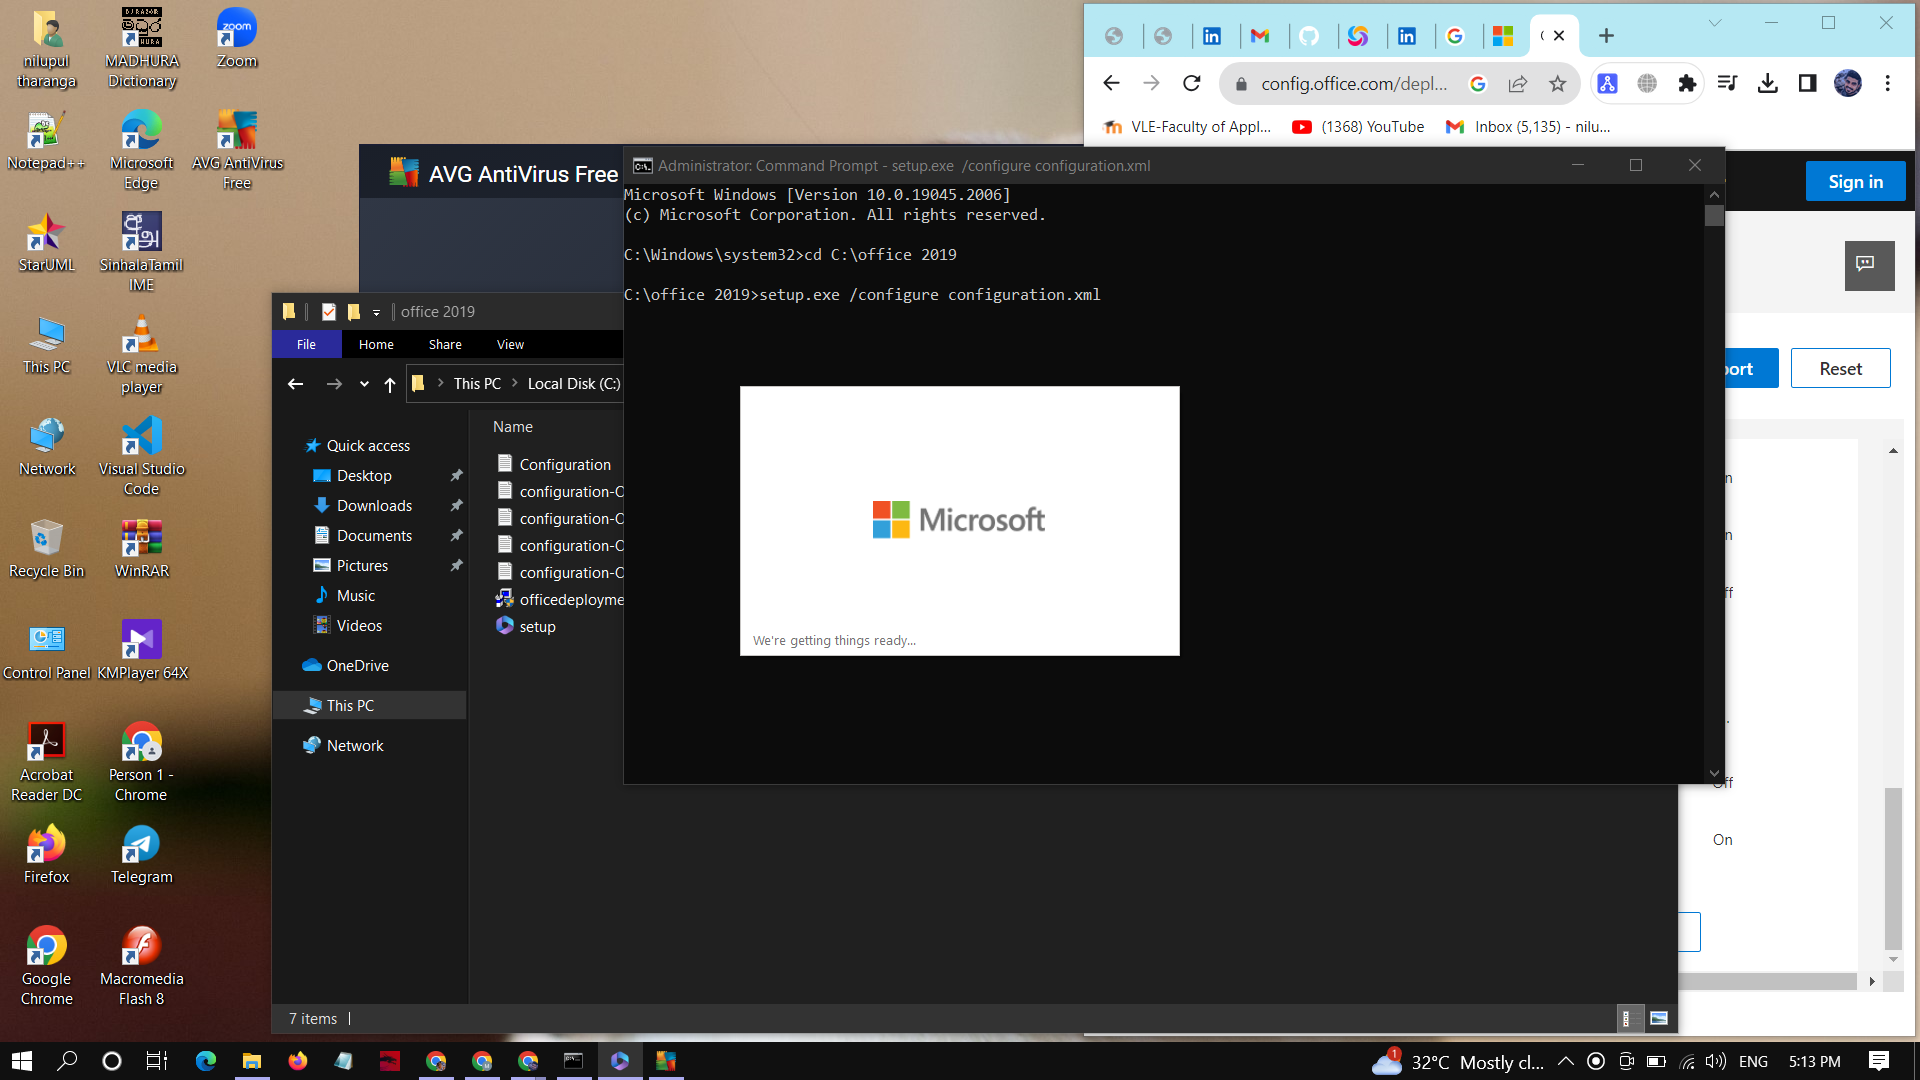 nilupul
tharanga
MADHURA
Dictionary
Zoom
Notepad++
Microsoft
Edge
AVG AntiVirus
Free
StarUML
SinhalaTamil
IME
This PC
VLC media
player
Network
Visual Studio
Code
Recycle Bin
WinRAR
Control Panel
KMPlayer 64X
Acrobat
Reader DC
Person 1 -
Chrome
Firefox
Telegram
Google
Chrome
Macromedia
Flash 8
config.office.com/depl...
VLE-Faculty of Appl...
(1368) YouTube
Inbox (5,135) - nilu...
Sign in
Reset
On
AVG AntiVirus Free
Administrator: Command Prompt - setup.exe  /configure configuration.xml
Microsoft Windows [Version 10.0.19045.2006]
(c) Microsoft Corporation. All rights reserved.
C:\Windows\system32>cd C:\office 2019
C:\office 2019>setup.exe /configure configuration.xml
Microsoft
We're getting things ready...
office 2019
File
Home
Share
View
This PC
Local Disk (C:)
Name
Quick access
Desktop
Downloads
Documents
Pictures
Music
Videos
OneDrive
This PC
Network
Configuration
configuration-O
configuration-O
configuration-O
configuration-O
officedeployme
setup
7 items
32°C Mostly cl...
ENG
5:13 PM